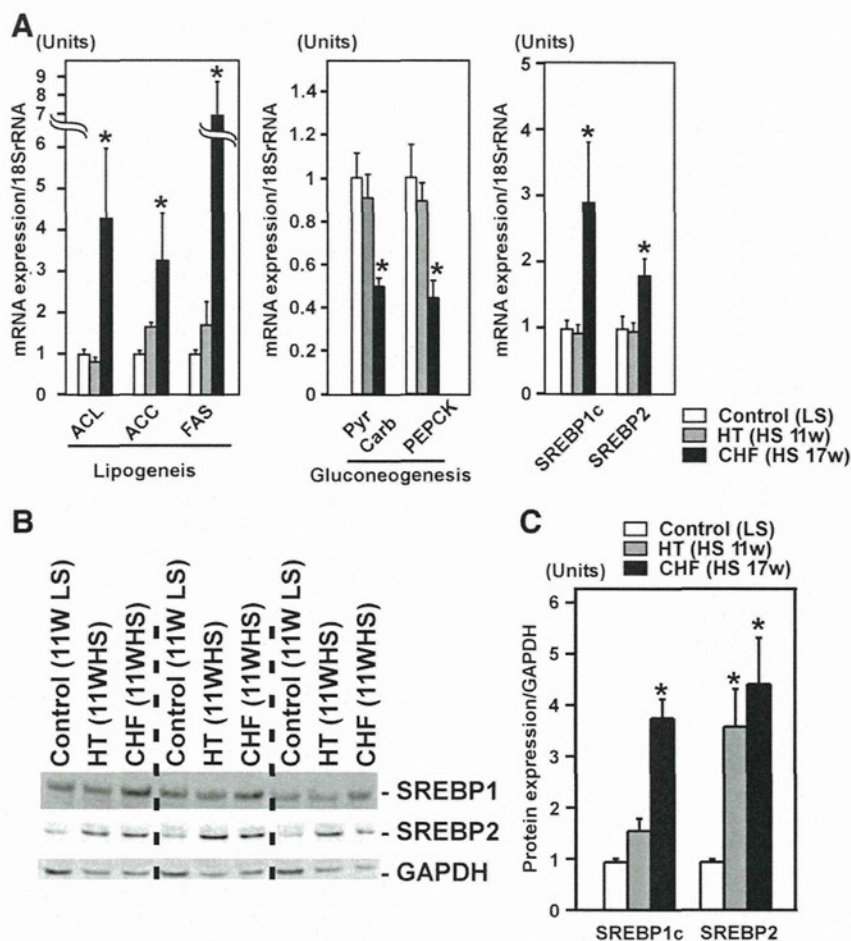 A
(Units)
mRNA expression/18SrRNA
9
8
7
6
5
4
3
2
1
0
*
*
*
ACL
ACC
FAS
Lipogeneis
(Units)
mRNA expression/18SrRNA
1.4
1.2
1
0.8
0.6
0.4
0.2
0
*
*
Pyr
Carb
PEPCK
Gluconeogenesis
(Units)
mRNA expression/18SrRNA
5
4
3
2
1
0
*
*
SREBP1c
SREBP2
Control (LS)
HT (HS 11w)
CHF (HS 17w)
B
Control (11W LS)
HT (11WHS)
CHF (11WHS)
Control (11W LS)
HT (11WHS)
CHF (11WHS)
Control (11W LS)
HT (11WHS)
CHF (11WHS)
- SREBP1
- SREBP2
- GAPDH
C
Control (LS)
HT (HS 11w)
CHF (HS 17w)
(Units)
Protein expression/GAPDH
6
5
4
3
2
1
0
*
*
*
SREBP1c
SREBP2